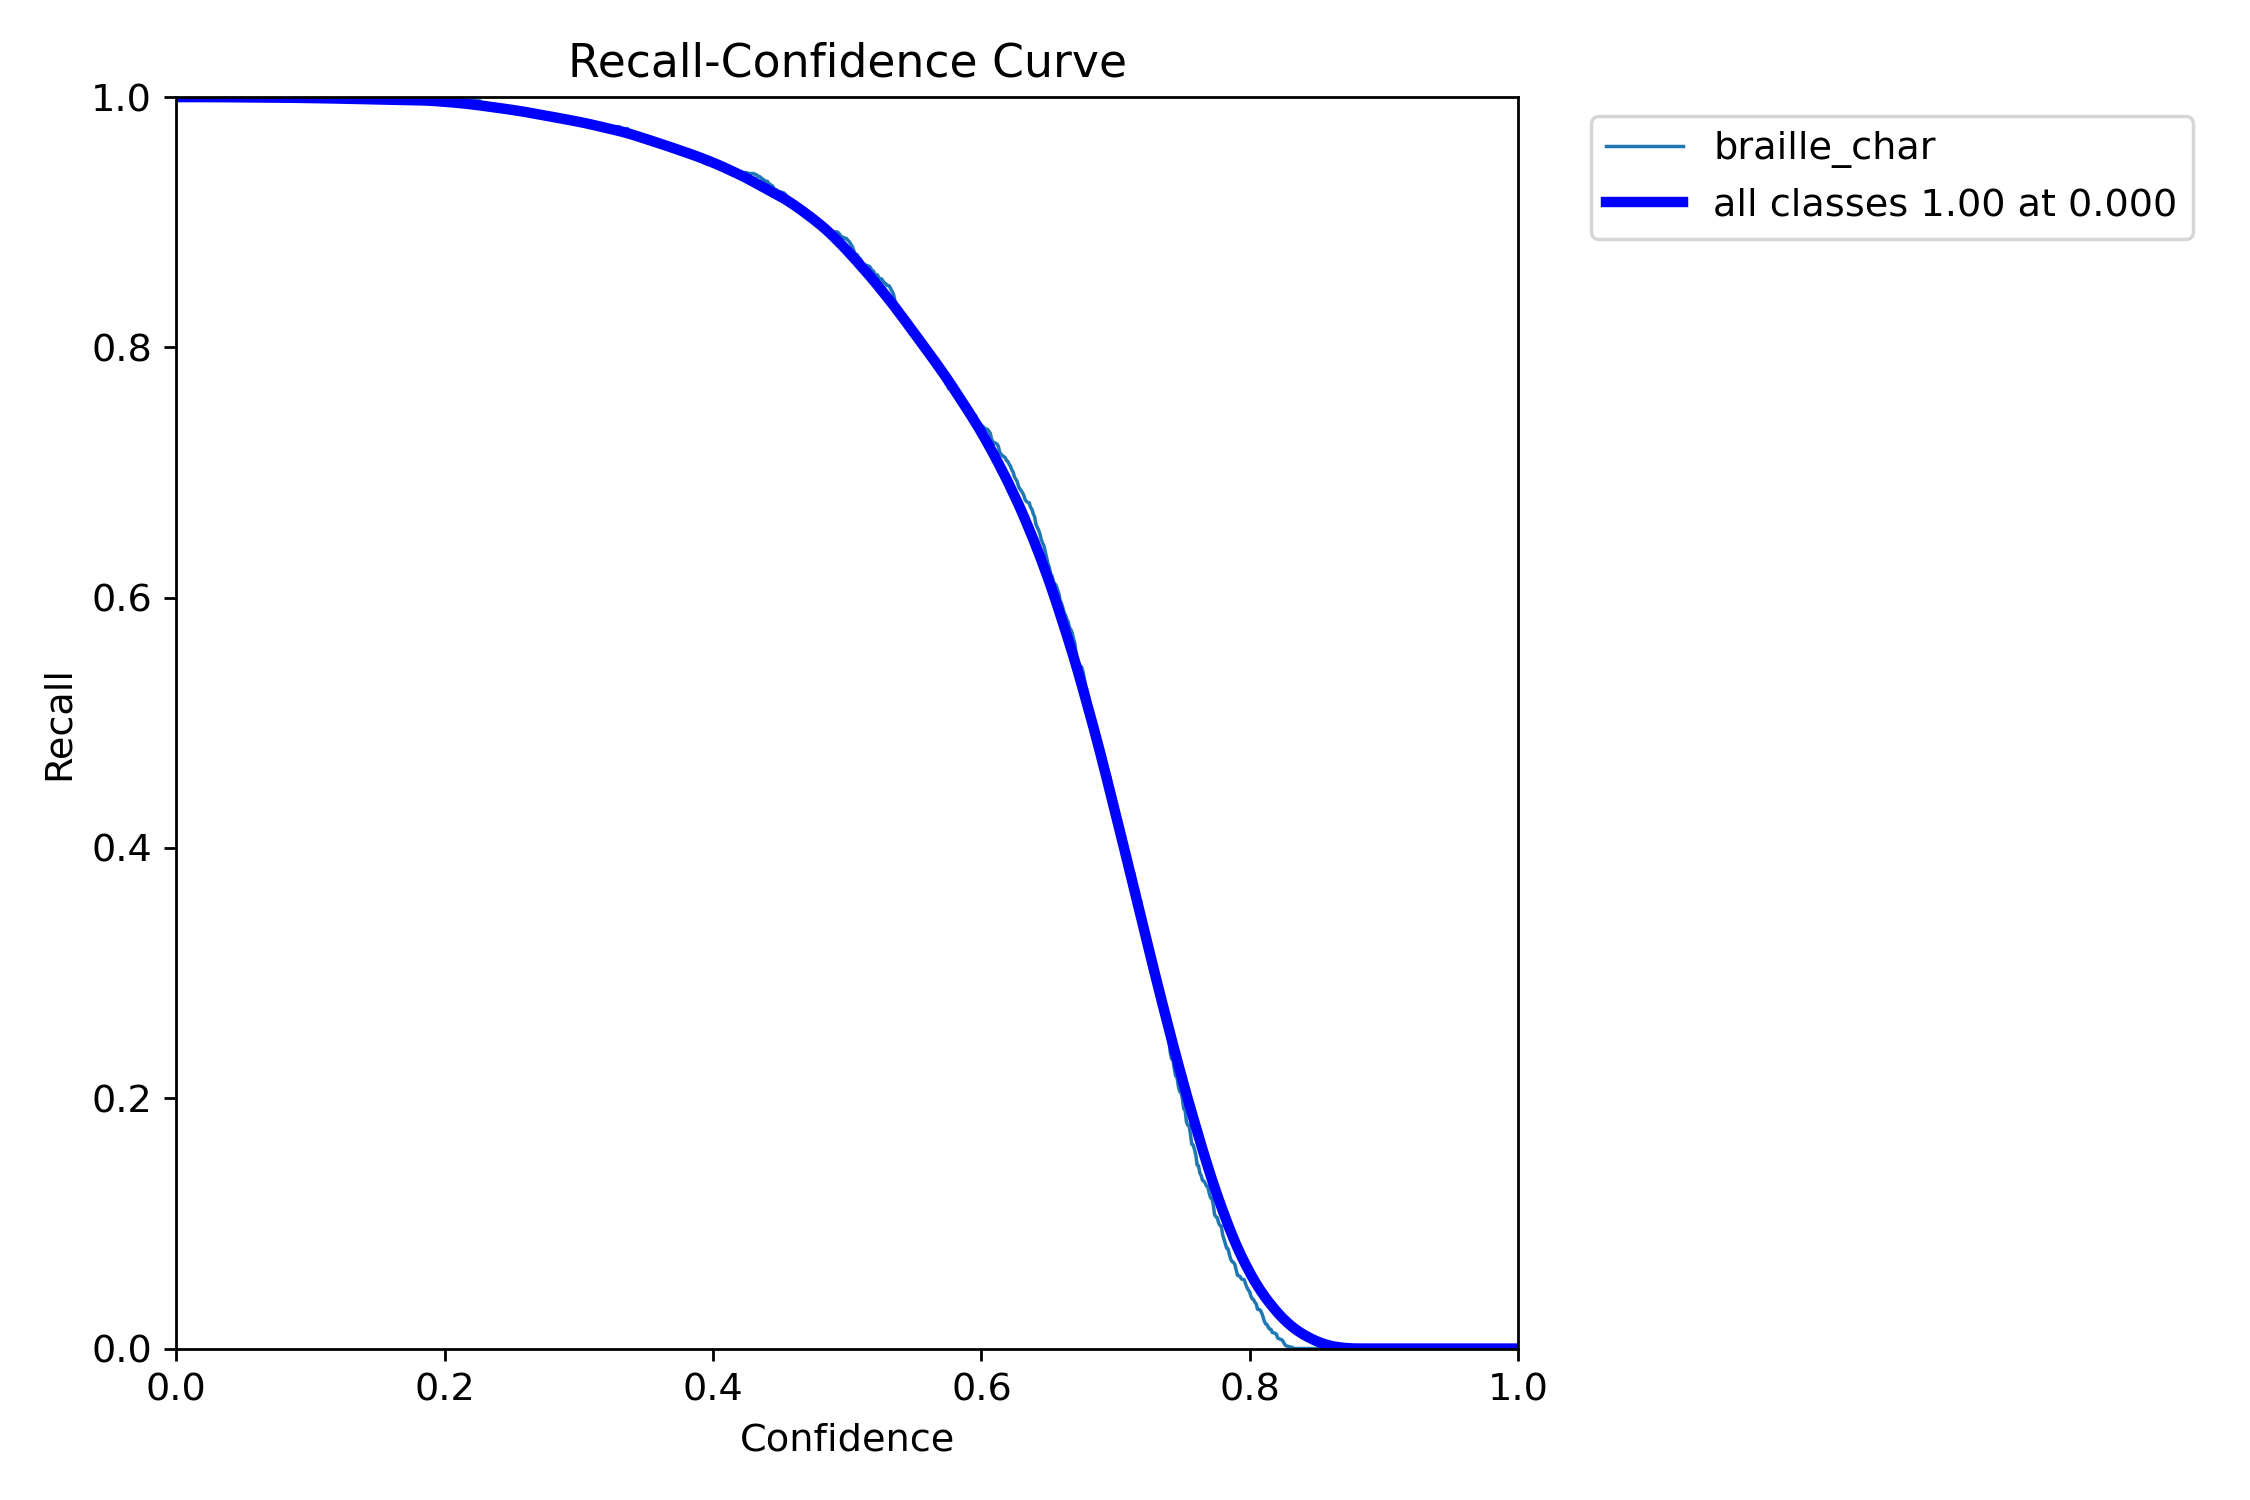 Recall-Confidence Curve
braille_char
all classes 1.00 at 0.000
1.0
0.8
0.6
0.4
0.2
0.0
Recall
0.0 0.2 0.4 0.6 0.8 1.0
Confidence